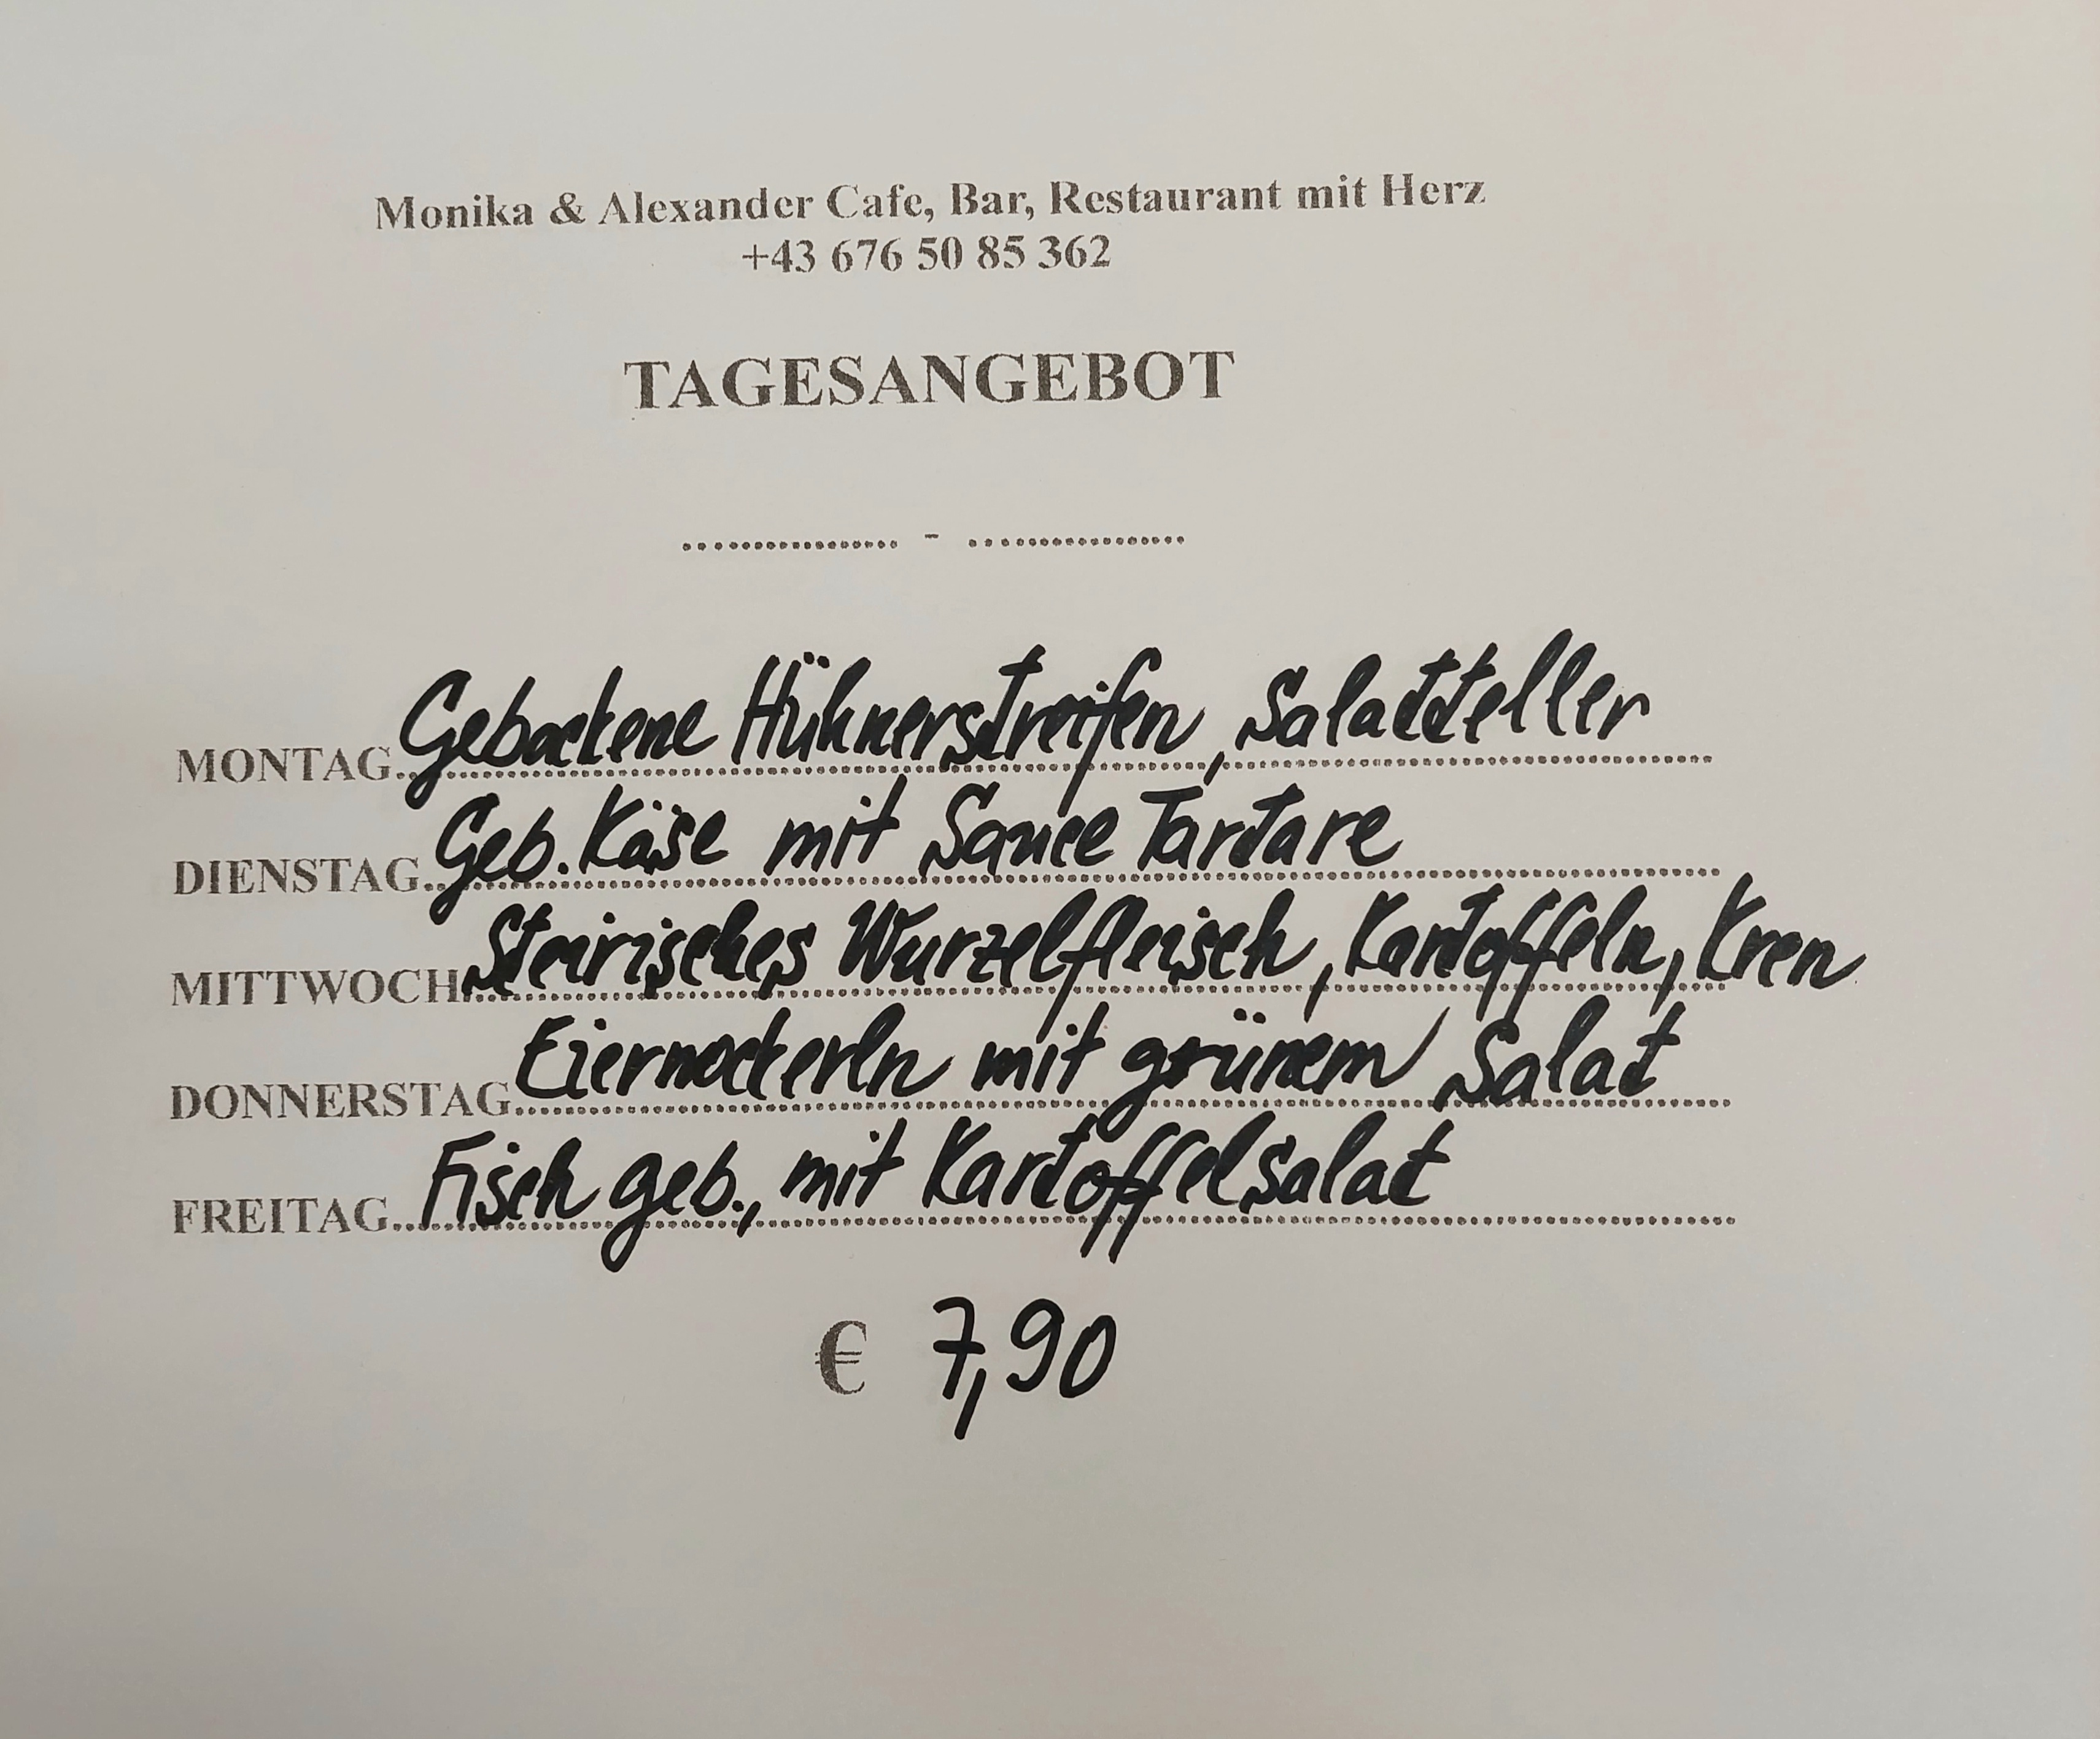 Monika & Alexander Cafe, Bar, Restaurant mit Herz
+43 676 50 85 362
TAGESANGEBOT
.................. - ..................
MONTAG Gebackene Hühnerstreifen, Salatteller
DIENSTAG Geb. Käse mit Sauce Tartare
MITTWOCH Steirisches Wurzelfleisch, Kartoffeln, Kren
DONNERSTAG Eiernockerln mit grünem Salat
FREITAG Fisch geb., mit Kartoffelsalat
€ 7,90